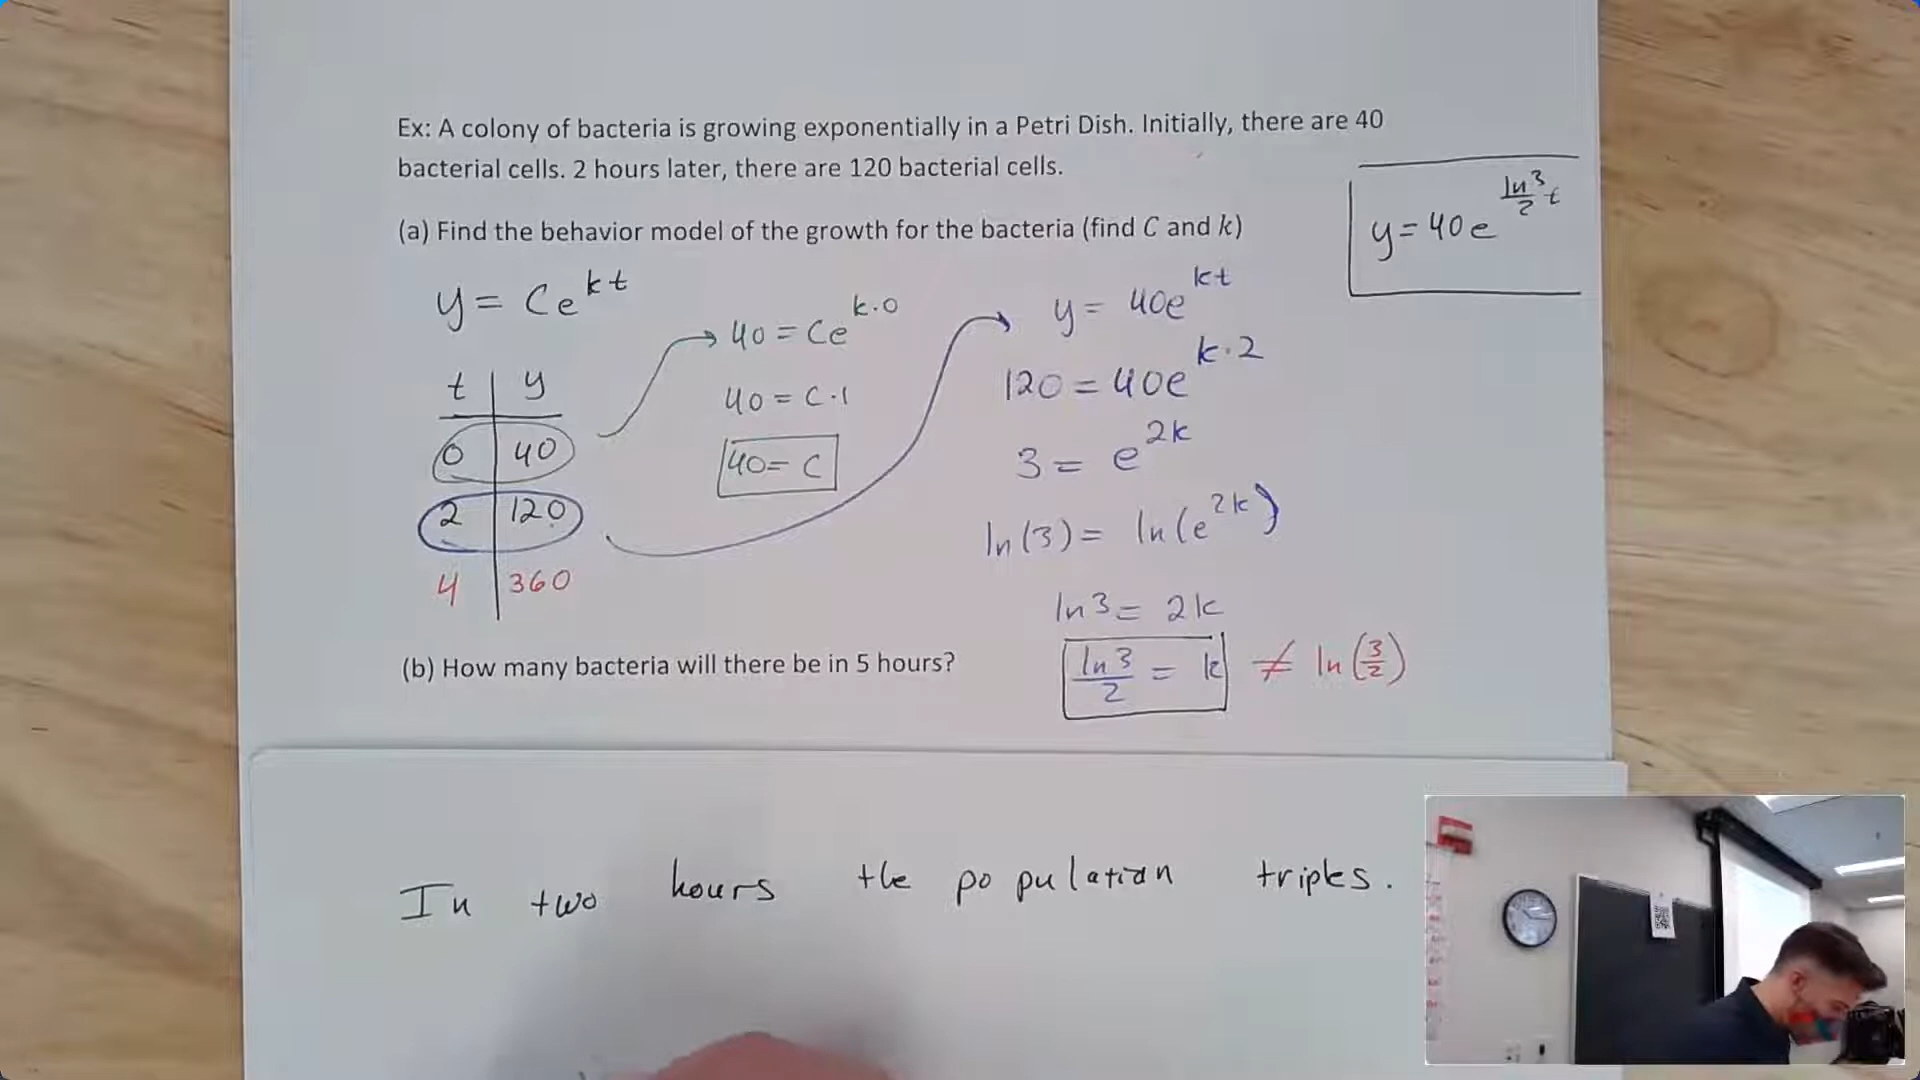 Ex: A colony of bacteria is growing exponentially in a Petri Dish. Initially, there are 40
bacterial cells. 2 hours later, there are 120 bacterial cells.
(a) Find the behavior model of the growth for the bacteria (find C and k)
y = 40e^(ln3/2 t)
y = Ce^(kt)
t | y
0 | 40
2 | 120
4 | 360
40 = Ce^(k·0)
40 = C·1
40 = C
y = 40e^(kt)
120 = 40e^(k·2)
3 = e^(2k)
ln(3) = ln(e^(2k))
ln3 = 2k
ln3/2 = k ≠ ln(3/2)
(b) How many bacteria will there be in 5 hours?
In two hours the population triples.